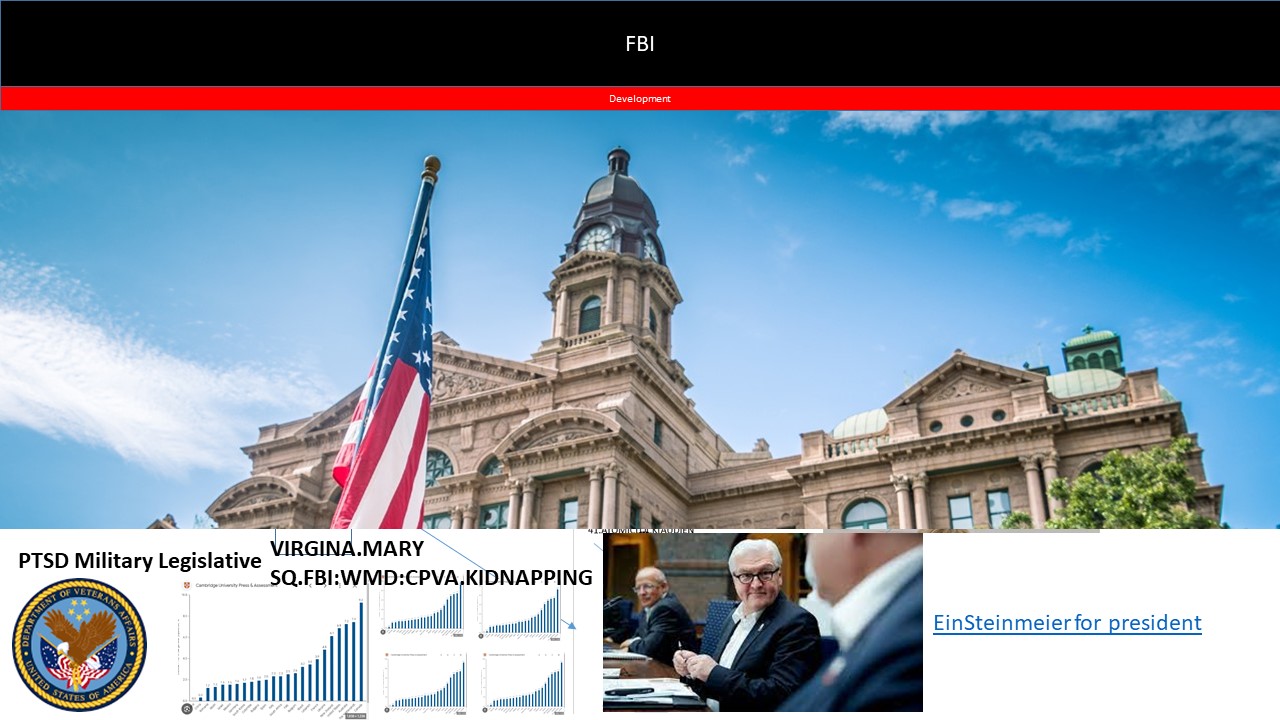 FBI
Development
VIRGINA.MARY
PTSD Military Legislative
SQ.FBI:WMD:CPVA.KIDNAPPING
Cambridge University Press & Assessment
DEPARTMENT OF VETERANS AFFAIRS
UNITED STATES OF AMERICA
EinSteinmeier for president